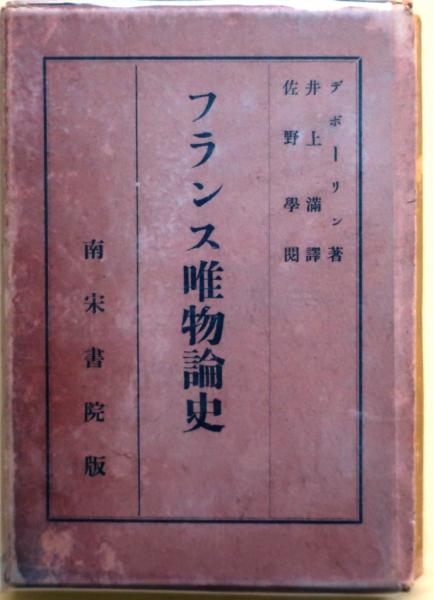 デボーリン著
井上滿譯
佐野學閲
フランス唯物論史
南宋書院版